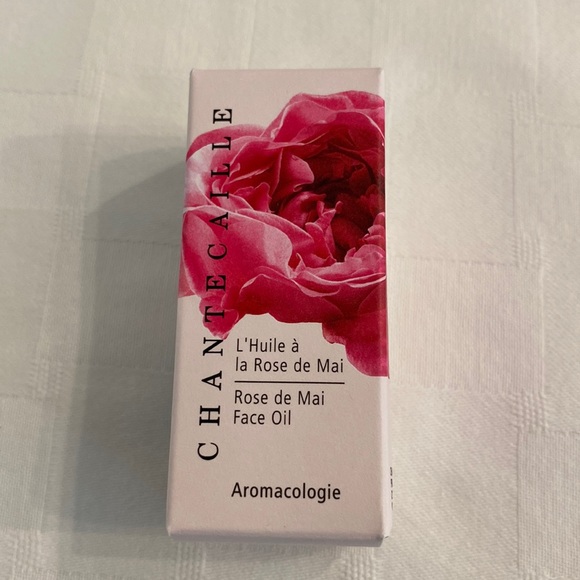 CHANTECAILLE
L'Huile à
la Rose de Mai
Rose de Mai
Face Oil
Aromacologie